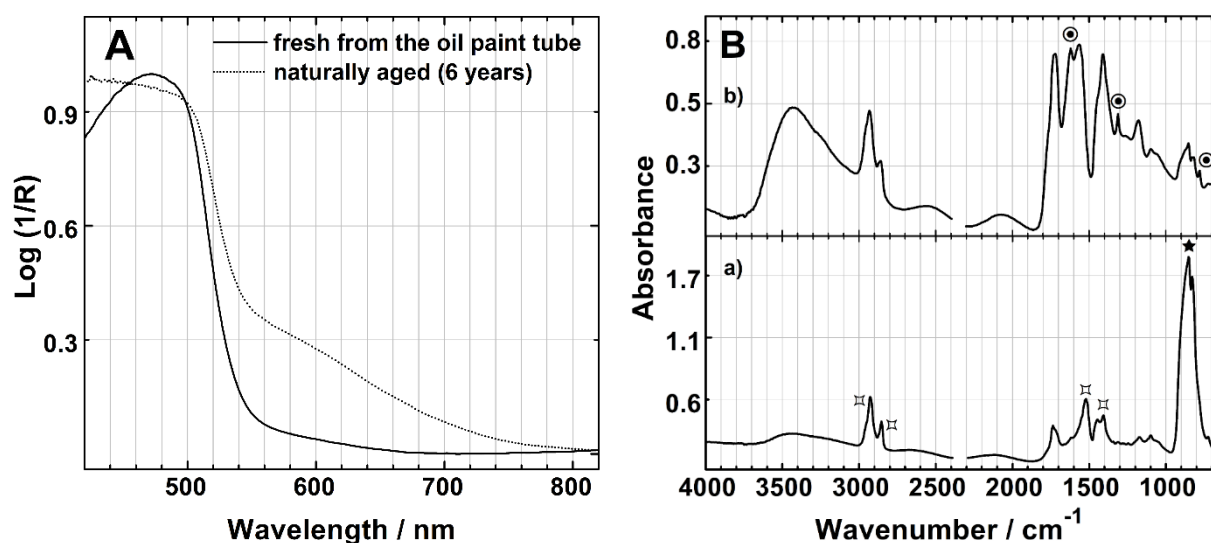 A
fresh from the oil paint tube
naturally aged (6 years)
Log (1/R)
0.9
0.6
0.3
500
600
700
800
Wavelength / nm
B
b)
0.8
0.5
0.3
Absorbance
a)
1.7
1.1
0.6
4000 3500 3000 2500 2000 1500 1000
Wavenumber / cm⁻¹